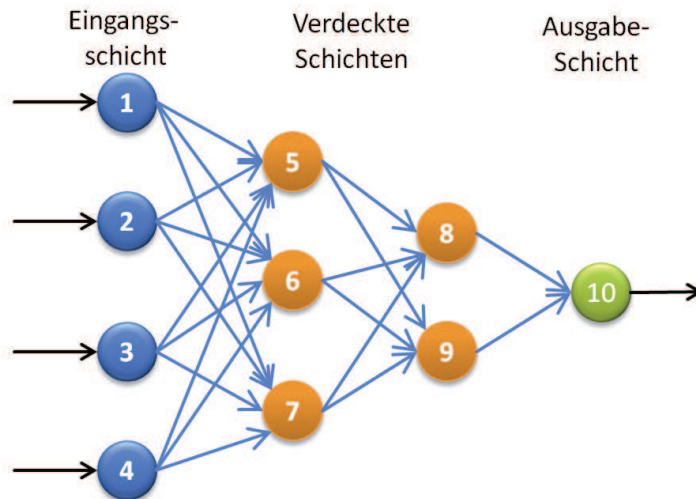 Eingangs-
schicht
Verdeckte
Schichten
Ausgabe-
Schicht
1
2
3
4
5
6
7
8
9
10